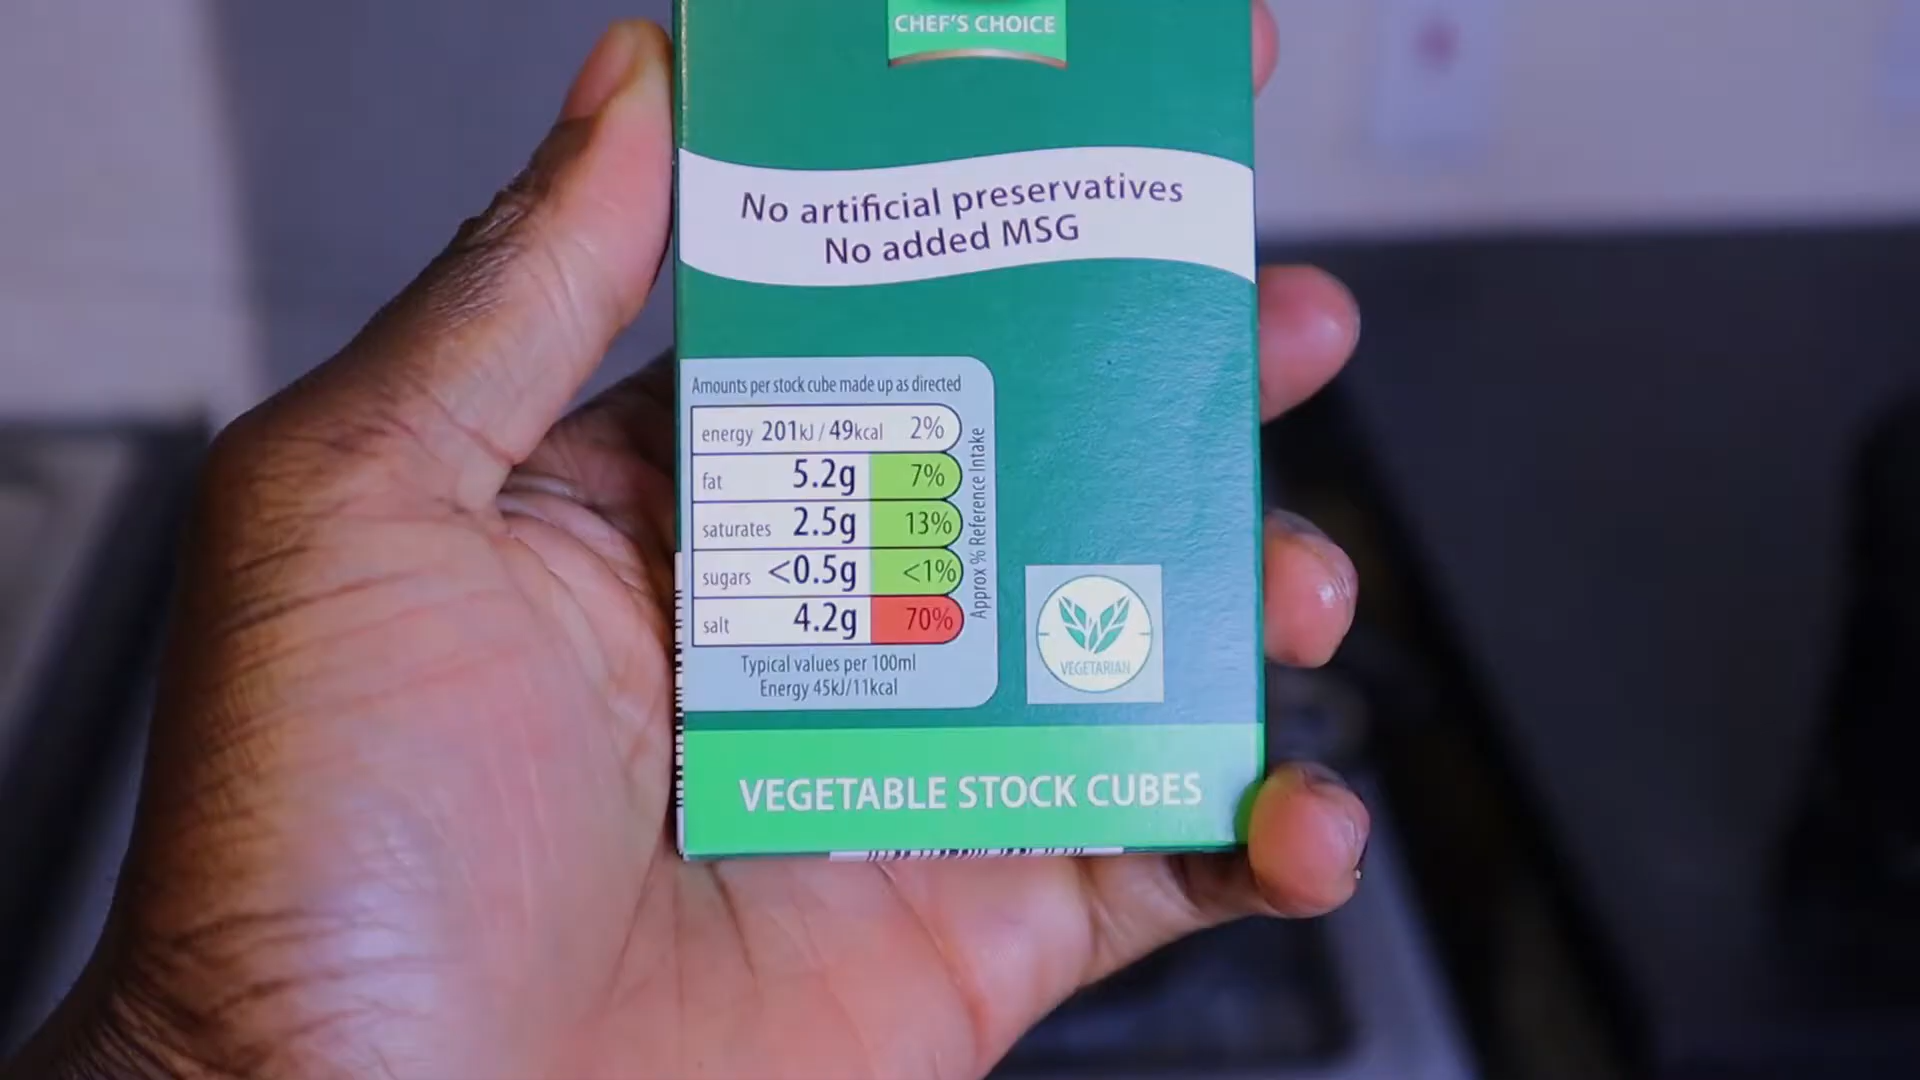 CHEF'S CHOICE
No artificial preservatives
No added MSG
Amounts per stock cube made up as directed
energy 201kJ / 49kcal 2%
fat 5.2g 7%
saturates 2.5g 13%
sugars <0.5g <1%
salt 4.2g 70%
Approx % Reference Intake
Typical values per 100ml
Energy 45kJ/11kcal
VEGETARIAN
VEGETABLE STOCK CUBES